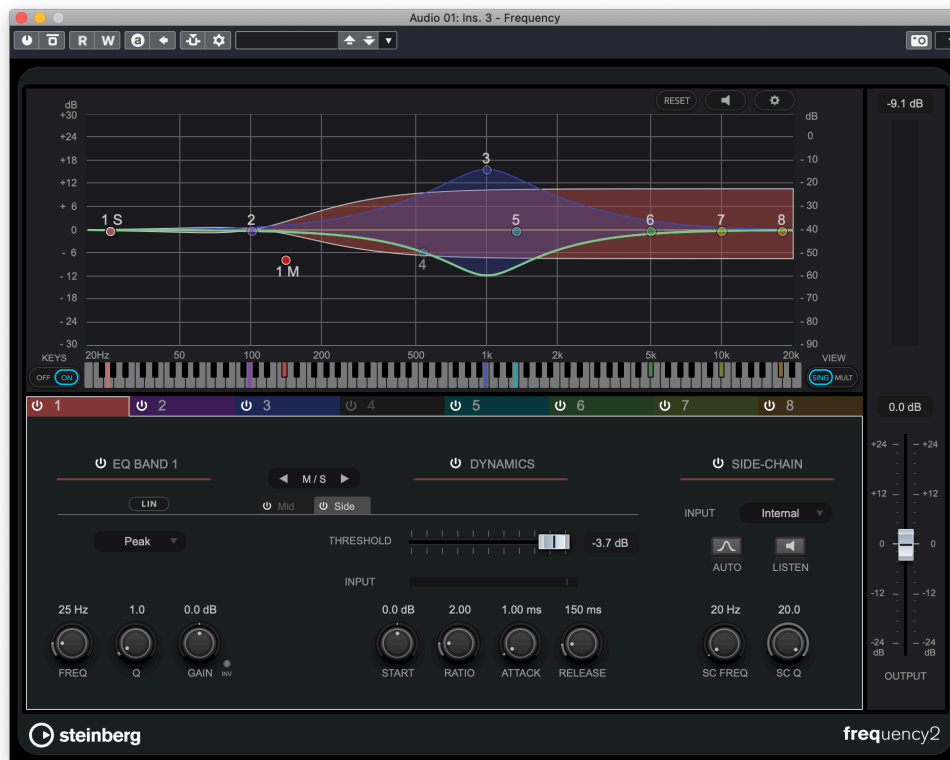 Audio 01: Ins. 3 - Frequency
R W a
RESET
-9.1 dB
dB
+30
+24
+18
+12
+ 6
0
- 6
- 12
- 18
- 24
- 30
dB
0
- 10
- 20
- 30
- 40
- 50
- 60
- 70
- 80
- 90
1 S
2
3
4
5
6
7
8
1 M
20Hz 50 100 200 500 1k 2k 5k 10k 20k
KEYS
OFF ON
VIEW
SING MULT
1 2 3 4 5 6 7 8
0.0 dB
EQ BAND 1
M / S
DYNAMICS
SIDE-CHAIN
LIN
Mid Side
Peak
THRESHOLD
-3.7 dB
INPUT
INPUT Internal
AUTO LISTEN
25 Hz 1.0 0.0 dB
FREQ Q GAIN INV
0.0 dB 2.00 1.00 ms 150 ms
START RATIO ATTACK RELEASE
20 Hz 20.0
SC FREQ SC Q
+24 +24
+12 +12
0 0
-12 -12
-24 -24
dB dB
OUTPUT
steinberg
frequency2